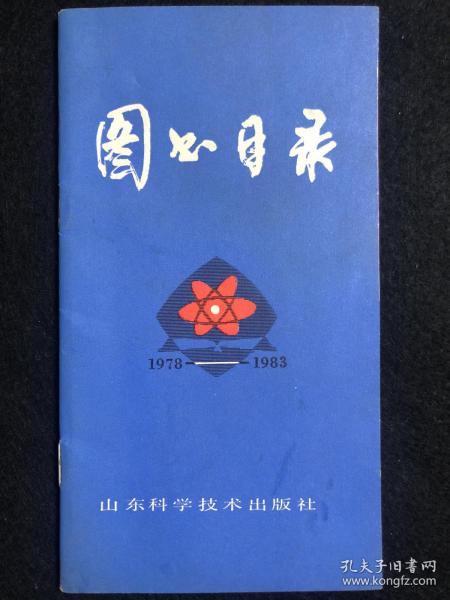 图书目录
1978 — 1983
山东科学技术出版社
孔夫子旧书网
www.kongfz.com